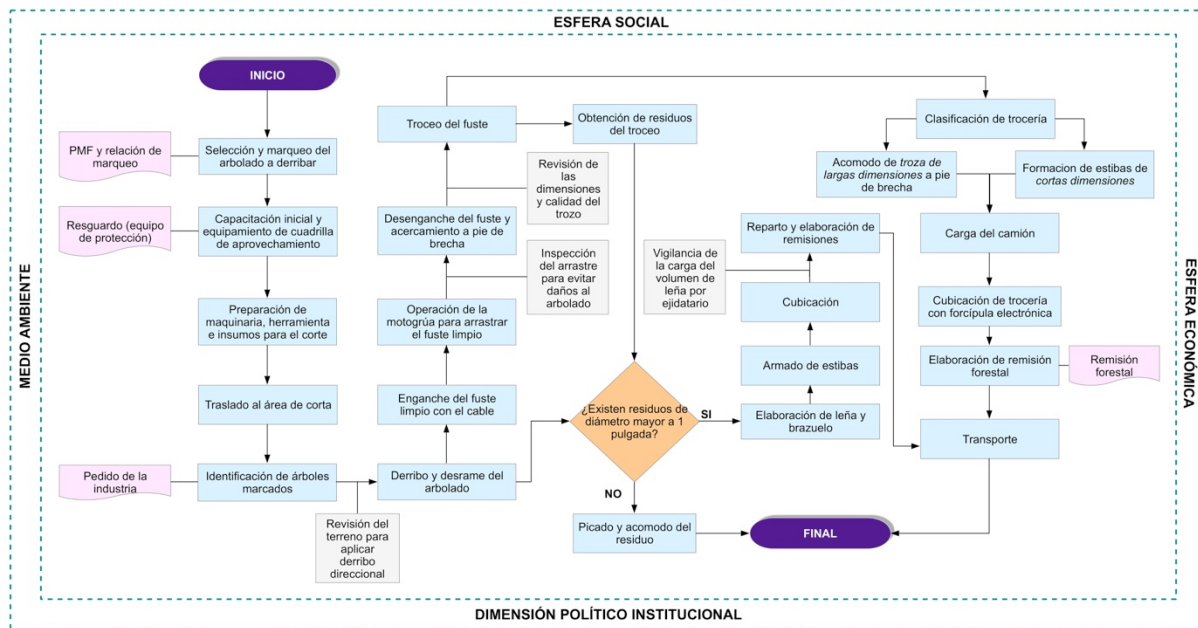 ESFERA SOCIAL
MEDIO AMBIENTE
INICIO
PMF y relación de
marqueo
Selección y marqueo del
arbolado a derribar
Resguardo (equipo de
protección)
Capacitación inicial y
equipamiento de cuadrilla
de aprovechamiento
Preparación de
maquinaria, herramienta
e insumos para el corte
Traslado al área de corta
Pedido de la
industria
Identificación de árboles
marcados
Revisión del
terreno para
aplicar
derribo
direccional
Derribo y desrame del
arbolado
Enganche del fuste
limpio con el cable
Operación de la
motogrúa para arrastrar
el fuste limpio
Inspección
del arrastre
para evitar
daños al
arbolado
Desenganche del fuste y
acercamiento a pie de
brecha
Revisión de
las
dimensiones
y calidad del
trozo
Troceo del fuste
Obtención de residuos
del troceo
¿Existen residuos de
diámetro mayor a 1
pulgada?
SI
NO
Picado y acomodo del
residuo
Elaboración de leña y
brazuelo
Armado de estibas
Cubicación
Vigilancia de
la carga del
volumen de
leña por
ejidatario
Reparto y elaboración de
remisiones
Clasificación de trocería
Acomodo de troza de
largas dimensiones a pie
de brecha
Formacion de estibas de
cortas dimensiones
Carga del camión
Cubicación de trocería
con forcípula electrónica
Elaboración de remisión
forestal
Remisión
forestal
Transporte
FINAL
ESFERA ECONÓMICA
DIMENSIÓN POLÍTICO INSTITUCIONAL